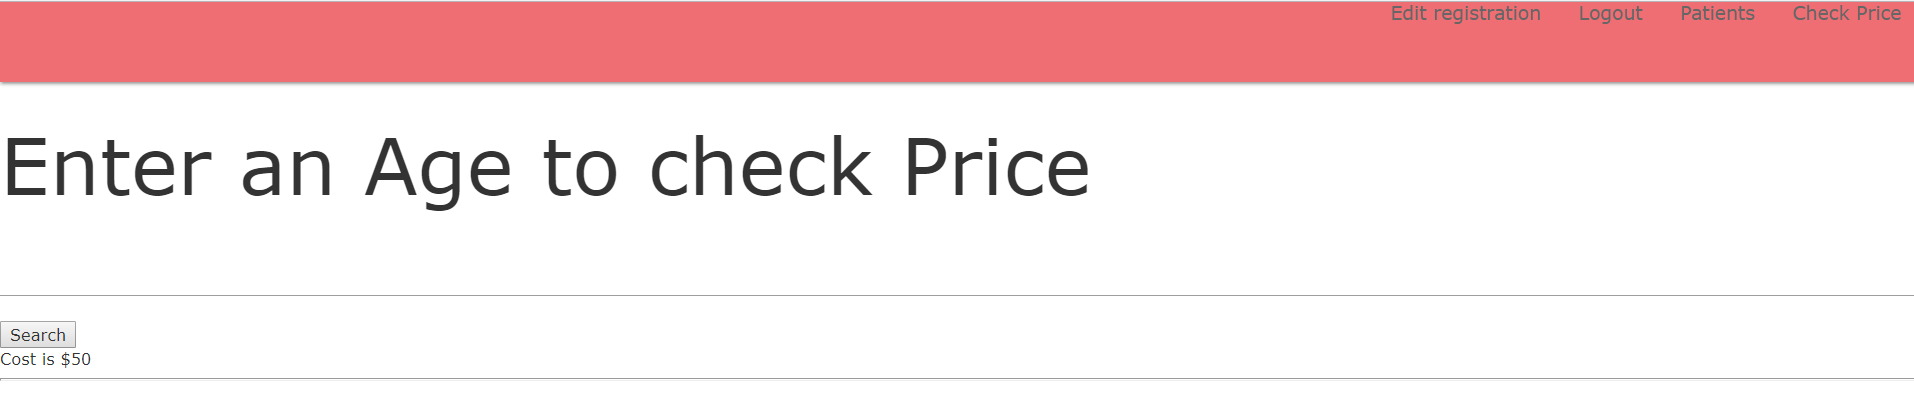 Edit registration Logout Patients Check Price
Enter an Age to check Price
Search
Cost is $50